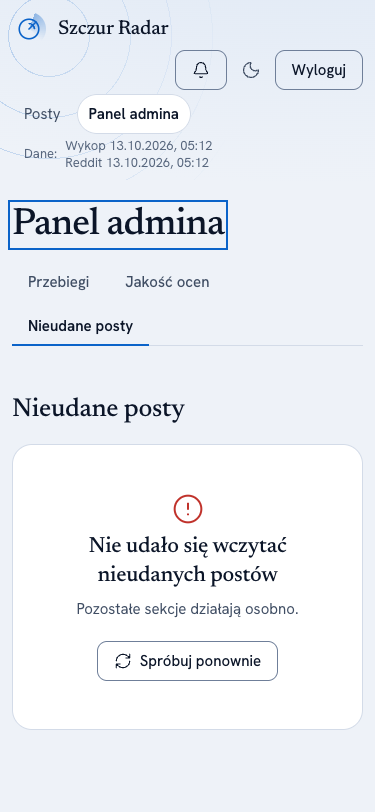 Szczur Radar
Wyloguj
Posty
Panel admina
Dane:
Wykop 13.10.2026, 05:12
Reddit 13.10.2026, 05:12
Panel admina
Przebiegi
Jakość ocen
Nieudane posty
Nieudane posty
Nie udało się wczytać
nieudanych postów
Pozostałe sekcje działają osobno.
Spróbuj ponownie